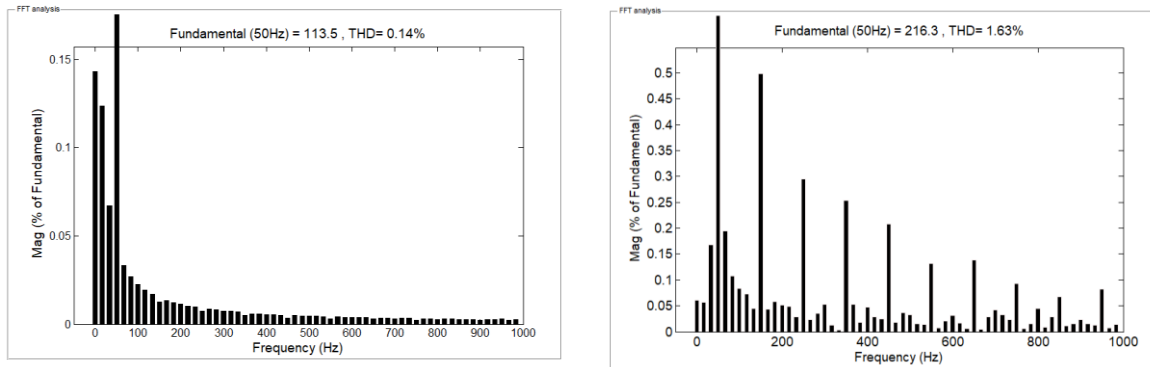 FFT analysis
Fundamental (50Hz) = 113.5 , THD= 0.14%
0.15
0.1
0.05
0
Mag (% of Fundamental)
0 100 200 300 400 500 600 700 800 900 1000
Frequency (Hz)
FFT analysis
Fundamental (50Hz) = 216.3 , THD= 1.63%
0.5
0.45
0.4
0.35
0.3
0.25
0.2
0.15
0.1
0.05
0
Mag (% of Fundamental)
0 200 400 600 800 1000
Frequency (Hz)